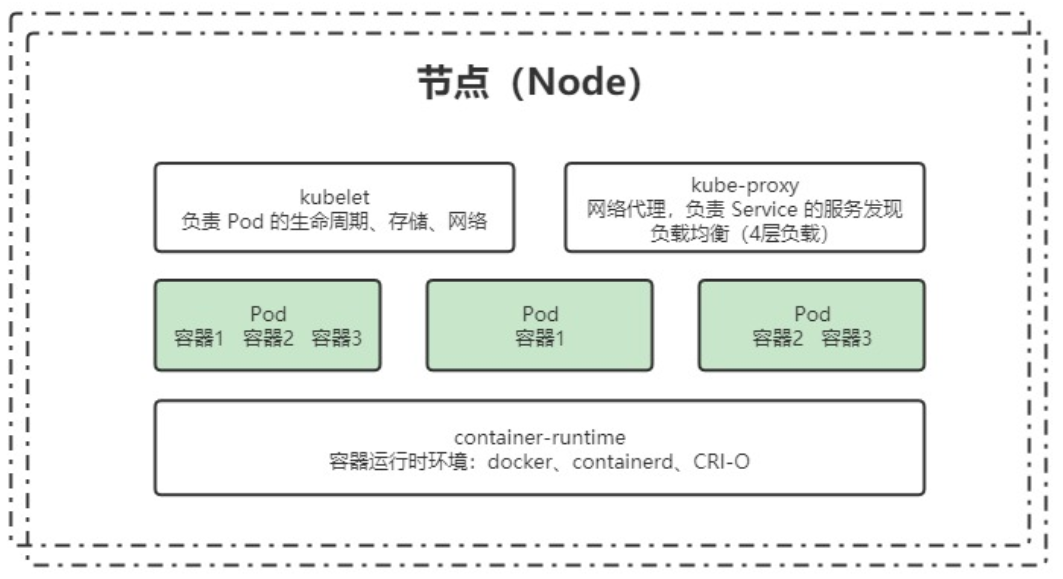 节点（Node）
kubelet
负责 Pod 的生命周期、存储、网络
kube-proxy
网络代理，负责 Service 的服务发现
负载均衡（4层负载）
Pod
容器1 容器2 容器3
Pod
容器1
Pod
容器2 容器3
container-runtime
容器运行时环境：docker、containerd、CRI-O